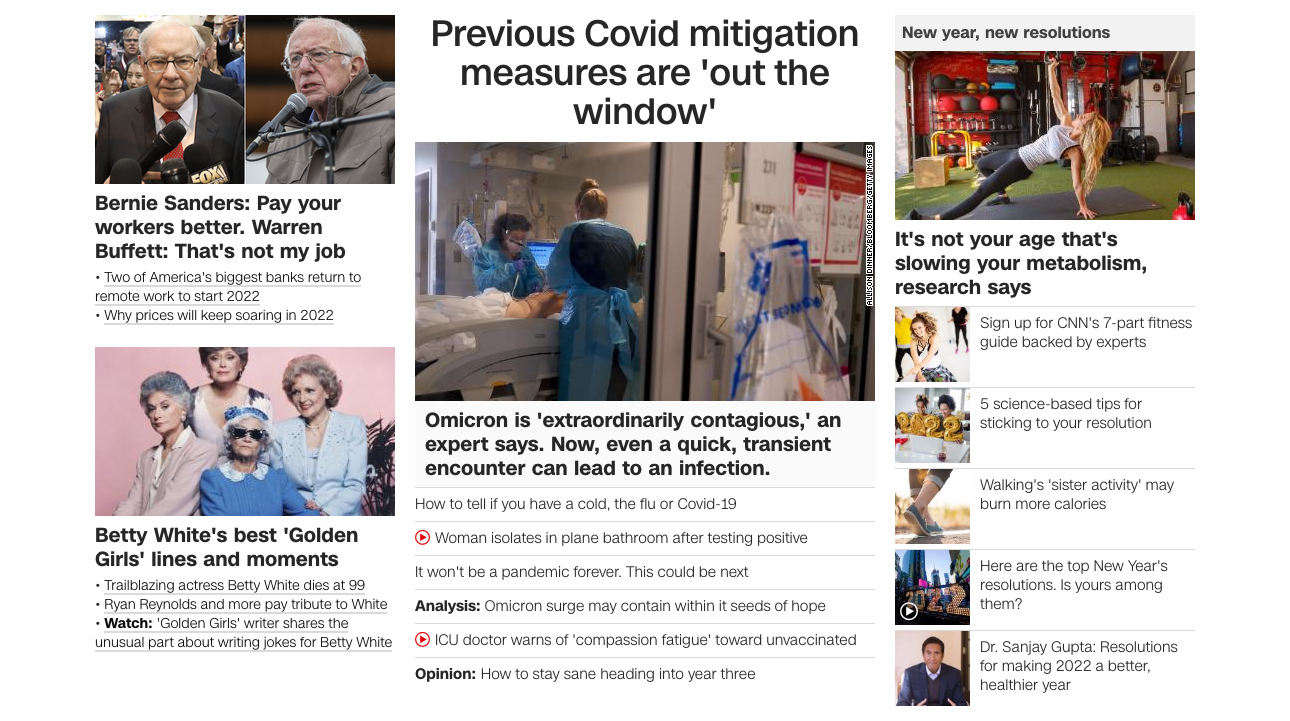 FOX
Bernie Sanders: Pay your
workers better. Warren
Buffett: That's not my job
• Two of America's biggest banks return to
remote work to start 2022
• Why prices will keep soaring in 2022
Betty White's best 'Golden
Girls' lines and moments
• Trailblazing actress Betty White dies at 99
• Ryan Reynolds and more pay tribute to White
• Watch: 'Golden Girls' writer shares the
unusual part about writing jokes for Betty White
Previous Covid mitigation
measures are 'out the
window'
231
ALLISON DINNER/BLOOMBERG/GETTY IMAGES
Omicron is 'extraordinarily contagious,' an
expert says. Now, even a quick, transient
encounter can lead to an infection.
How to tell if you have a cold, the flu or Covid-19
Woman isolates in plane bathroom after testing positive
It won't be a pandemic forever. This could be next
Analysis: Omicron surge may contain within it seeds of hope
ICU doctor warns of 'compassion fatigue' toward unvaccinated
Opinion: How to stay sane heading into year three
New year, new resolutions
It's not your age that's
slowing your metabolism,
research says
Sign up for CNN's 7-part fitness
guide backed by experts
5 science-based tips for
sticking to your resolution
Walking's 'sister activity' may
burn more calories
Here are the top New Year's
resolutions. Is yours among
them?
Dr. Sanjay Gupta: Resolutions
for making 2022 a better,
healthier year